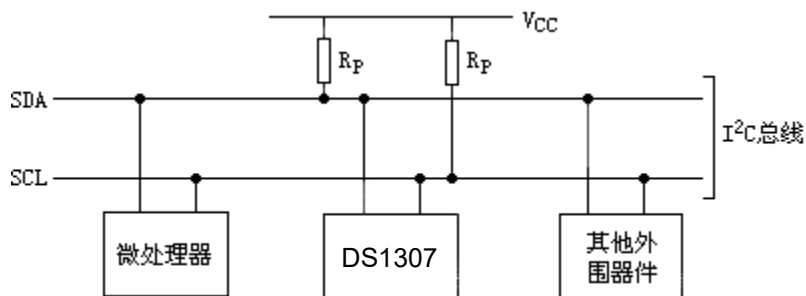 VCC
RP
RP
SDA
I²C总线
SCL
微处理器
DS1307
其他外
围器件